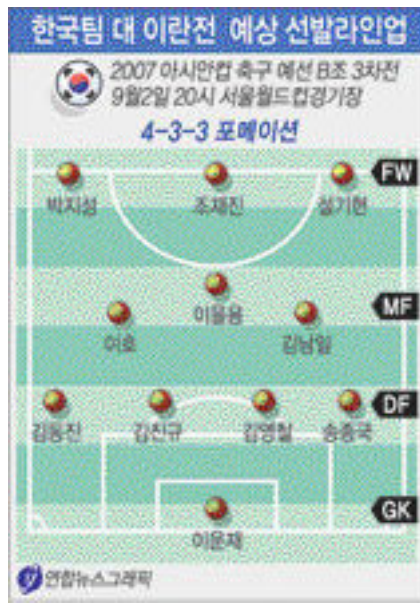 한국팀 대 이란전 예상 선발라인업
2007 아시안컵 축구 예선 B조 3차전
9월2일 20시 서울월드컵경기장
4-3-3 포메이션
FW
박지성 조재진 설기현
MF
이을용
이호 김남일
DF
김동진 김진규 김영철 송종국
GK
이운재
연합뉴스그래픽